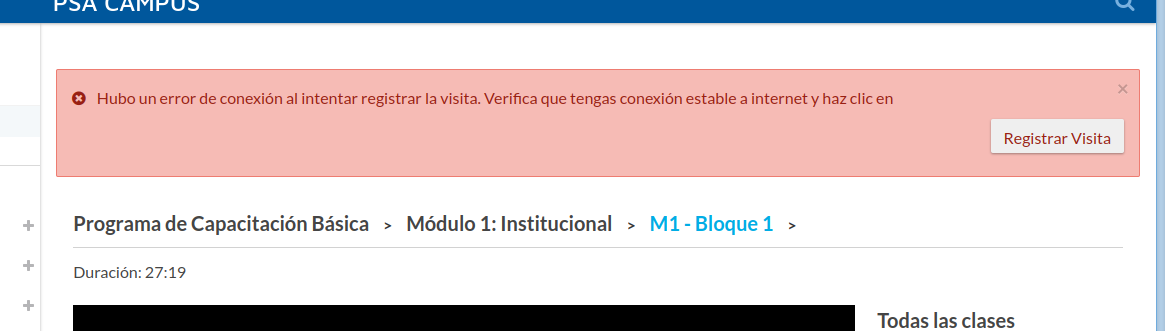 PSA CAMPUS
Hubo un error de conexión al intentar registrar la visita. Verifica que tengas conexión estable a internet y haz clic en
Registrar Visita
Programa de Capacitación Básica > Módulo 1: Institucional > M1 - Bloque 1 >
Duración: 27:19
Todas las clases